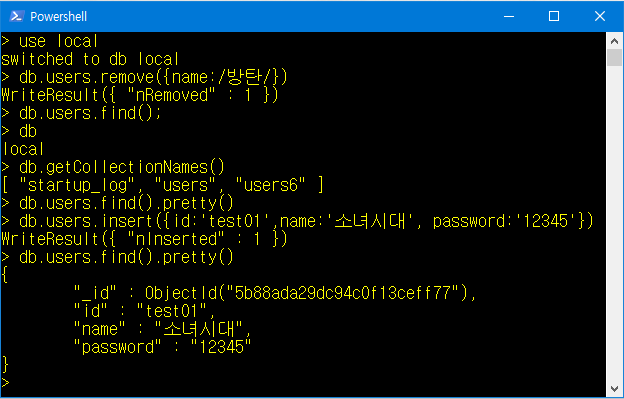 Powershell
> use local
switched to db local
> db.users.remove({name:/방탄/})
WriteResult({ "nRemoved" : 1 })
> db.users.find();
> db
local
> db.getCollectionNames()
[ "startup_log", "users", "users6" ]
> db.users.find().pretty()
> db.users.insert({id:'test01',name:'소녀시대', password:'12345'})
WriteResult({ "nInserted" : 1 })
> db.users.find().pretty()
{
        "_id" : ObjectId("5b88ada29dc94c0f13ceff77"),
        "id" : "test01",
        "name" : "소녀시대",
        "password" : "12345"
}
>